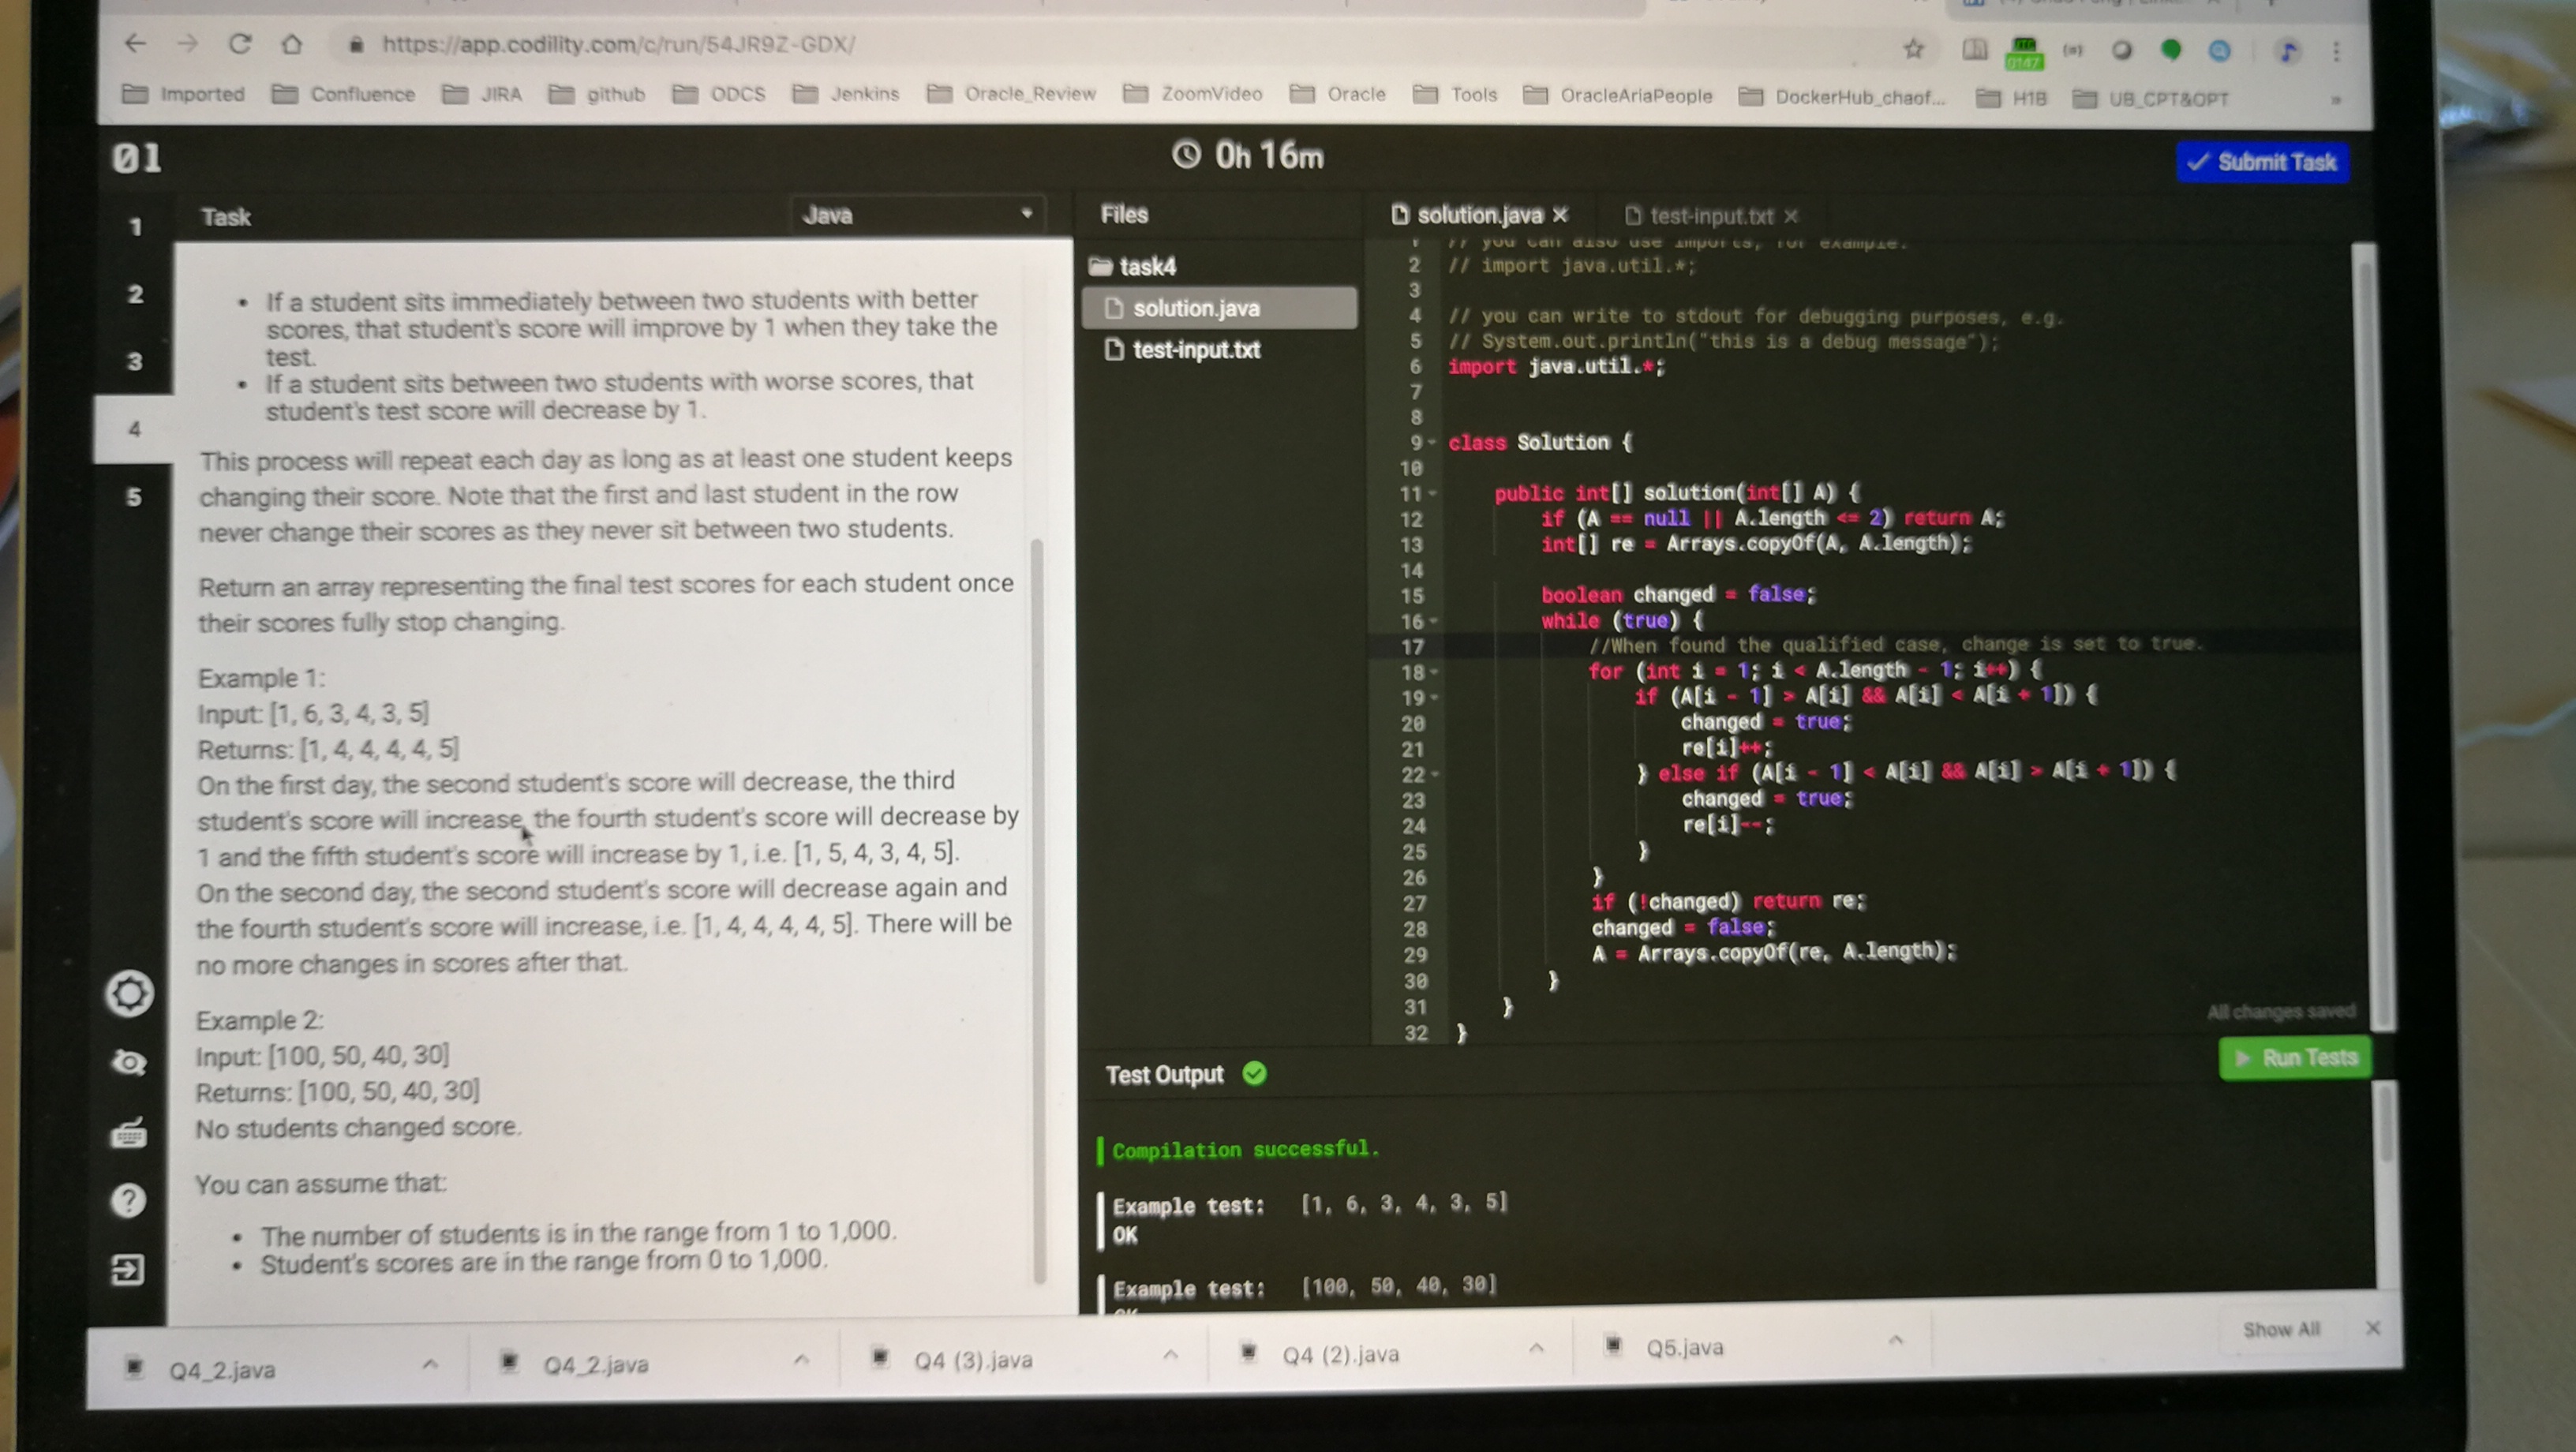 https://app.codility.com/c/run/54JR9Z-GDX/
Imported Confluence JIRA github ODCS Jenkins Oracle_Review ZoomVideo Oracle Tools OracleAriaPeople DockerHub_chaof... H1B UB_CPT&OPT »
01
0h 16m
✓ Submit Task
1
2
3
4
5
Task
Java
If a student sits immediately between two students with better
scores, that student's score will improve by 1 when they take the
test.
If a student sits between two students with worse scores, that
student's test score will decrease by 1.
This process will repeat each day as long as at least one student keeps
changing their score. Note that the first and last student in the row
never change their scores as they never sit between two students.
Return an array representing the final test scores for each student once
their scores fully stop changing.
Example 1:
Input: [1, 6, 3, 4, 3, 5]
Returns: [1, 4, 4, 4, 4, 5]
On the first day, the second student's score will decrease, the third
student's score will increase, the fourth student's score will decrease by
1 and the fifth student's score will increase by 1, i.e. [1, 5, 4, 3, 4, 5].
On the second day, the second student's score will decrease again and
the fourth student's score will increase, i.e. [1, 4, 4, 4, 4, 5]. There will be
no more changes in scores after that.
Example 2:
Input: [100, 50, 40, 30]
Returns: [100, 50, 40, 30]
No students changed score.
You can assume that:
The number of students is in the range from 1 to 1,000.
Student's scores are in the range from 0 to 1,000.
Files
task4
solution.java
test-input.txt
solution.java ×
test-input.txt ×
1 // you can also use imports, for example:
2 // import java.util.*;
3
4 // you can write to stdout for debugging purposes, e.g.
5 // System.out.println("this is a debug message");
6 import java.util.*;
7
8
9 class Solution {
10
11 public int[] solution(int[] A) {
12 if (A == null || A.length <= 2) return A;
13 int[] re = Arrays.copyOf(A, A.length);
14
15 boolean changed = false;
16 while (true) {
17 //When found the qualified case, change is set to true.
18 for (int i = 1; i < A.length - 1; i++) {
19 if (A[i - 1] > A[i] && A[i] < A[i + 1]) {
20 changed = true;
21 re[i]++;
22 } else if (A[i - 1] < A[i] && A[i] > A[i + 1]) {
23 changed = true;
24 re[i]--;
25 }
26 }
27 if (!changed) return re;
28 changed = false;
29 A = Arrays.copyOf(re, A.length);
30 }
31 }
32 }
All changes saved
Run Tests
Test Output
Compilation successful.
Example test: [1, 6, 3, 4, 3, 5]
OK
Example test: [100, 50, 40, 30]
OK
Q4_2.java
Q4_2.java
Q4 (3).java
Q4 (2).java
Q5.java
Show All ×